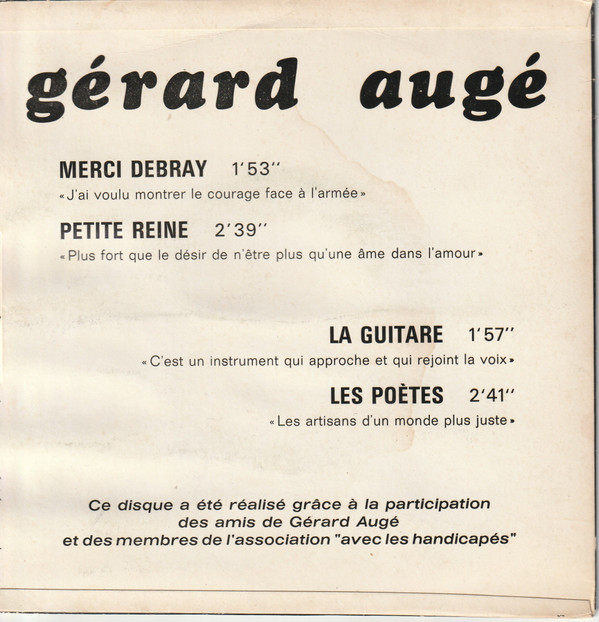 gérard augé
MERCI DEBRAY 1'53''
«J'ai voulu montrer le courage face à l'armée»
PETITE REINE 2'39''
«Plus fort que le désir de n'être plus qu'une âme dans l'amour»
LA GUITARE 1'57''
«C'est un instrument qui approche et qui rejoint la voix»
LES POÈTES 2'41''
«Les artisans d'un monde plus juste»
Ce disque a été réalisé grâce à la participation
des amis de Gérard Augé
et des membres de l'association "avec les handicapés"